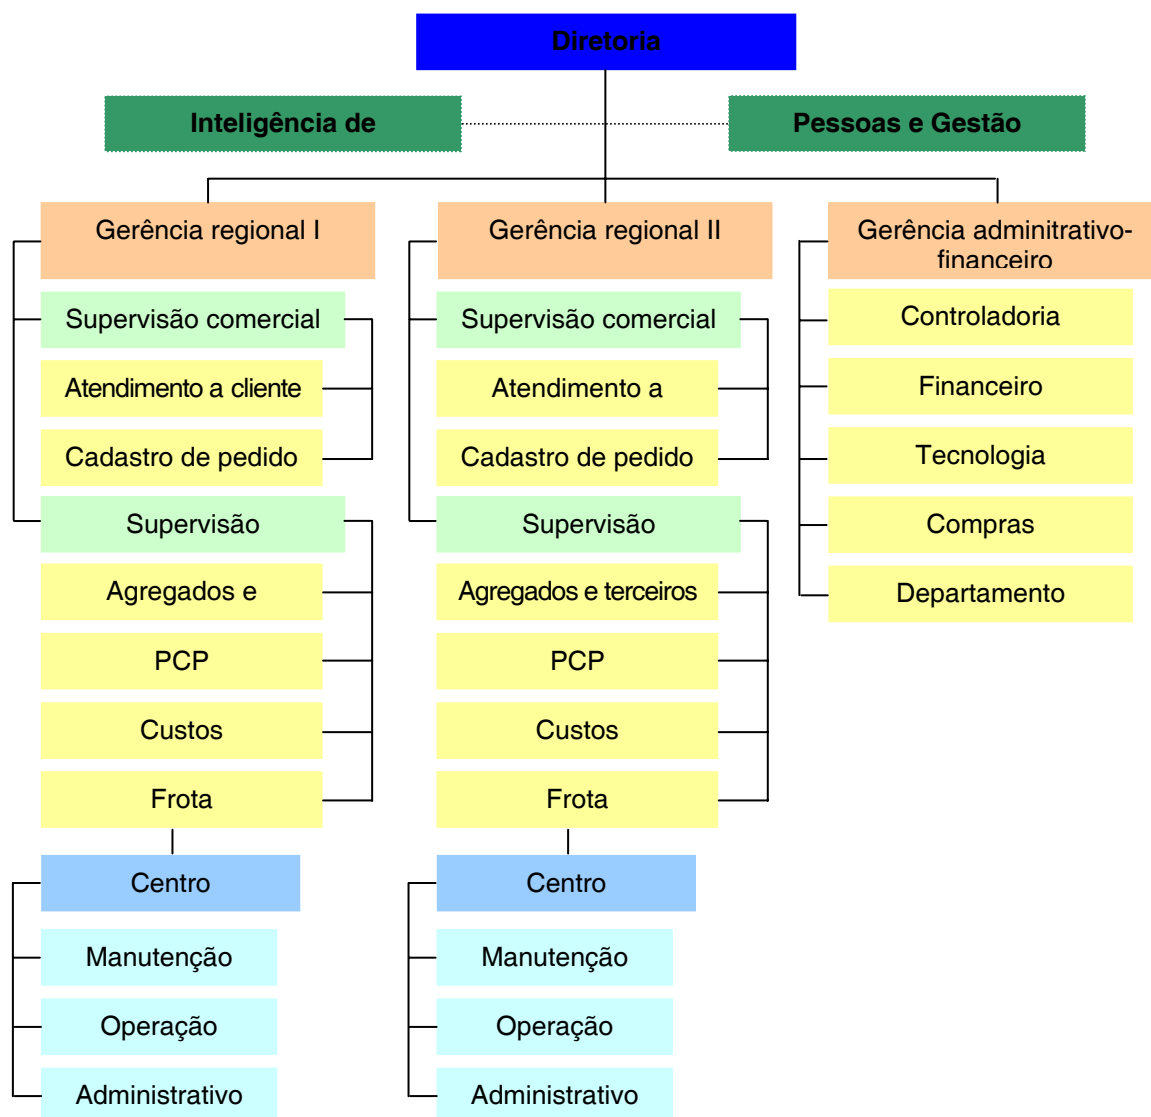 Diretoria
Inteligência de
Pessoas e Gestão
Gerência regional I
Gerência regional II
Gerência adminitrativo-
financeiro
Supervisão comercial
Supervisão comercial
Controladoria
Atendimento a cliente
Atendimento a
Financeiro
Cadastro de pedido
Cadastro de pedido
Tecnologia
Supervisão
Supervisão
Compras
Agregados e
Agregados e terceiros
Departamento
PCP
PCP
Custos
Custos
Frota
Frota
Centro
Centro
Manutenção
Manutenção
Operação
Operação
Administrativo
Administrativo